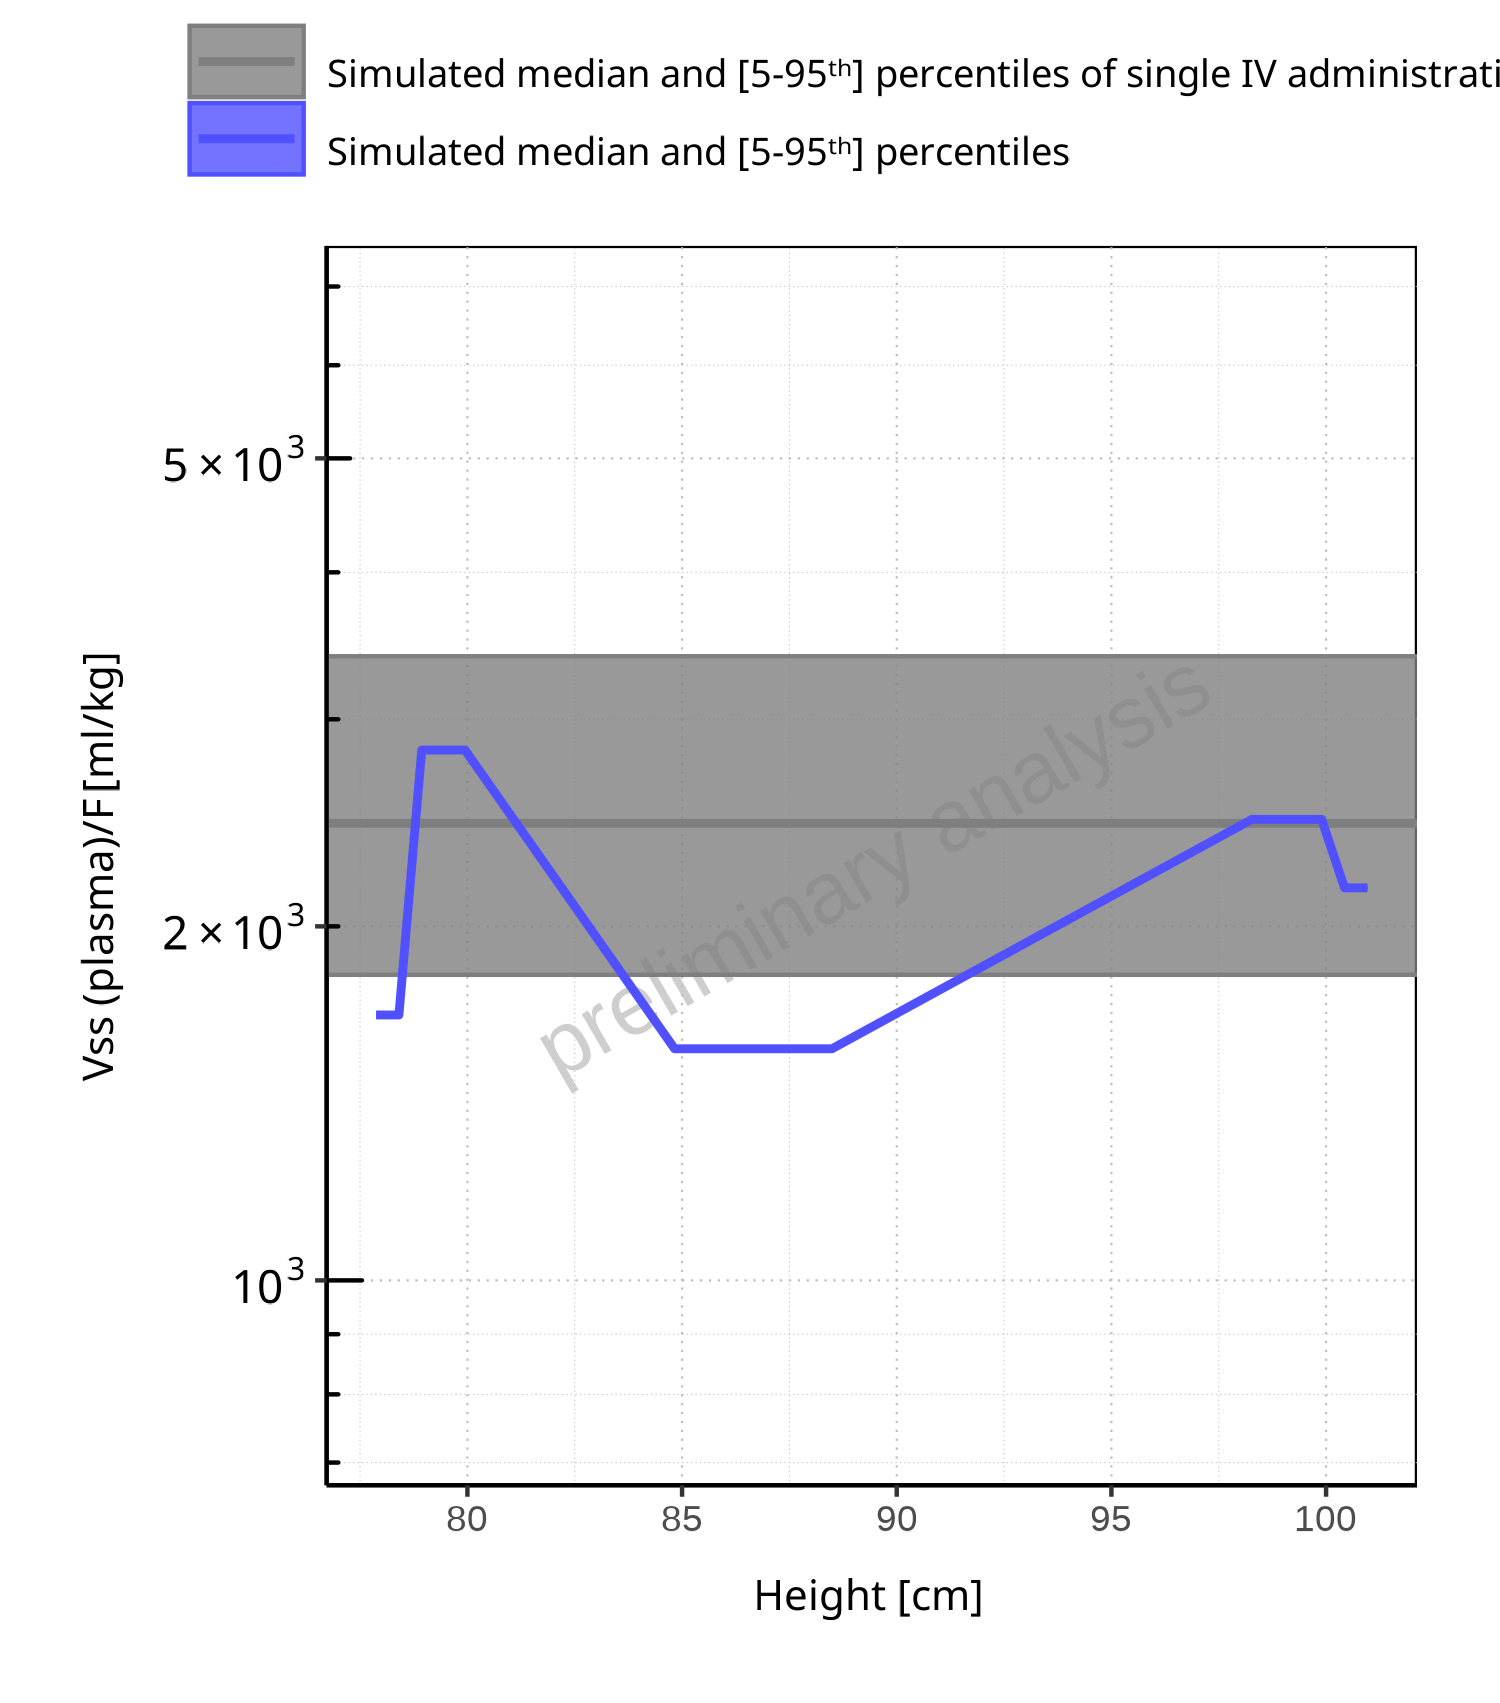 Simulated median and [5-95ᵗʰ] percentiles of single IV administrati
Simulated median and [5-95ᵗʰ] percentiles
5 × 10³
2 × 10³
10³
Vss (plasma)/F [ml/kg]
preliminary analysis
80 85 90 95 100
Height [cm]